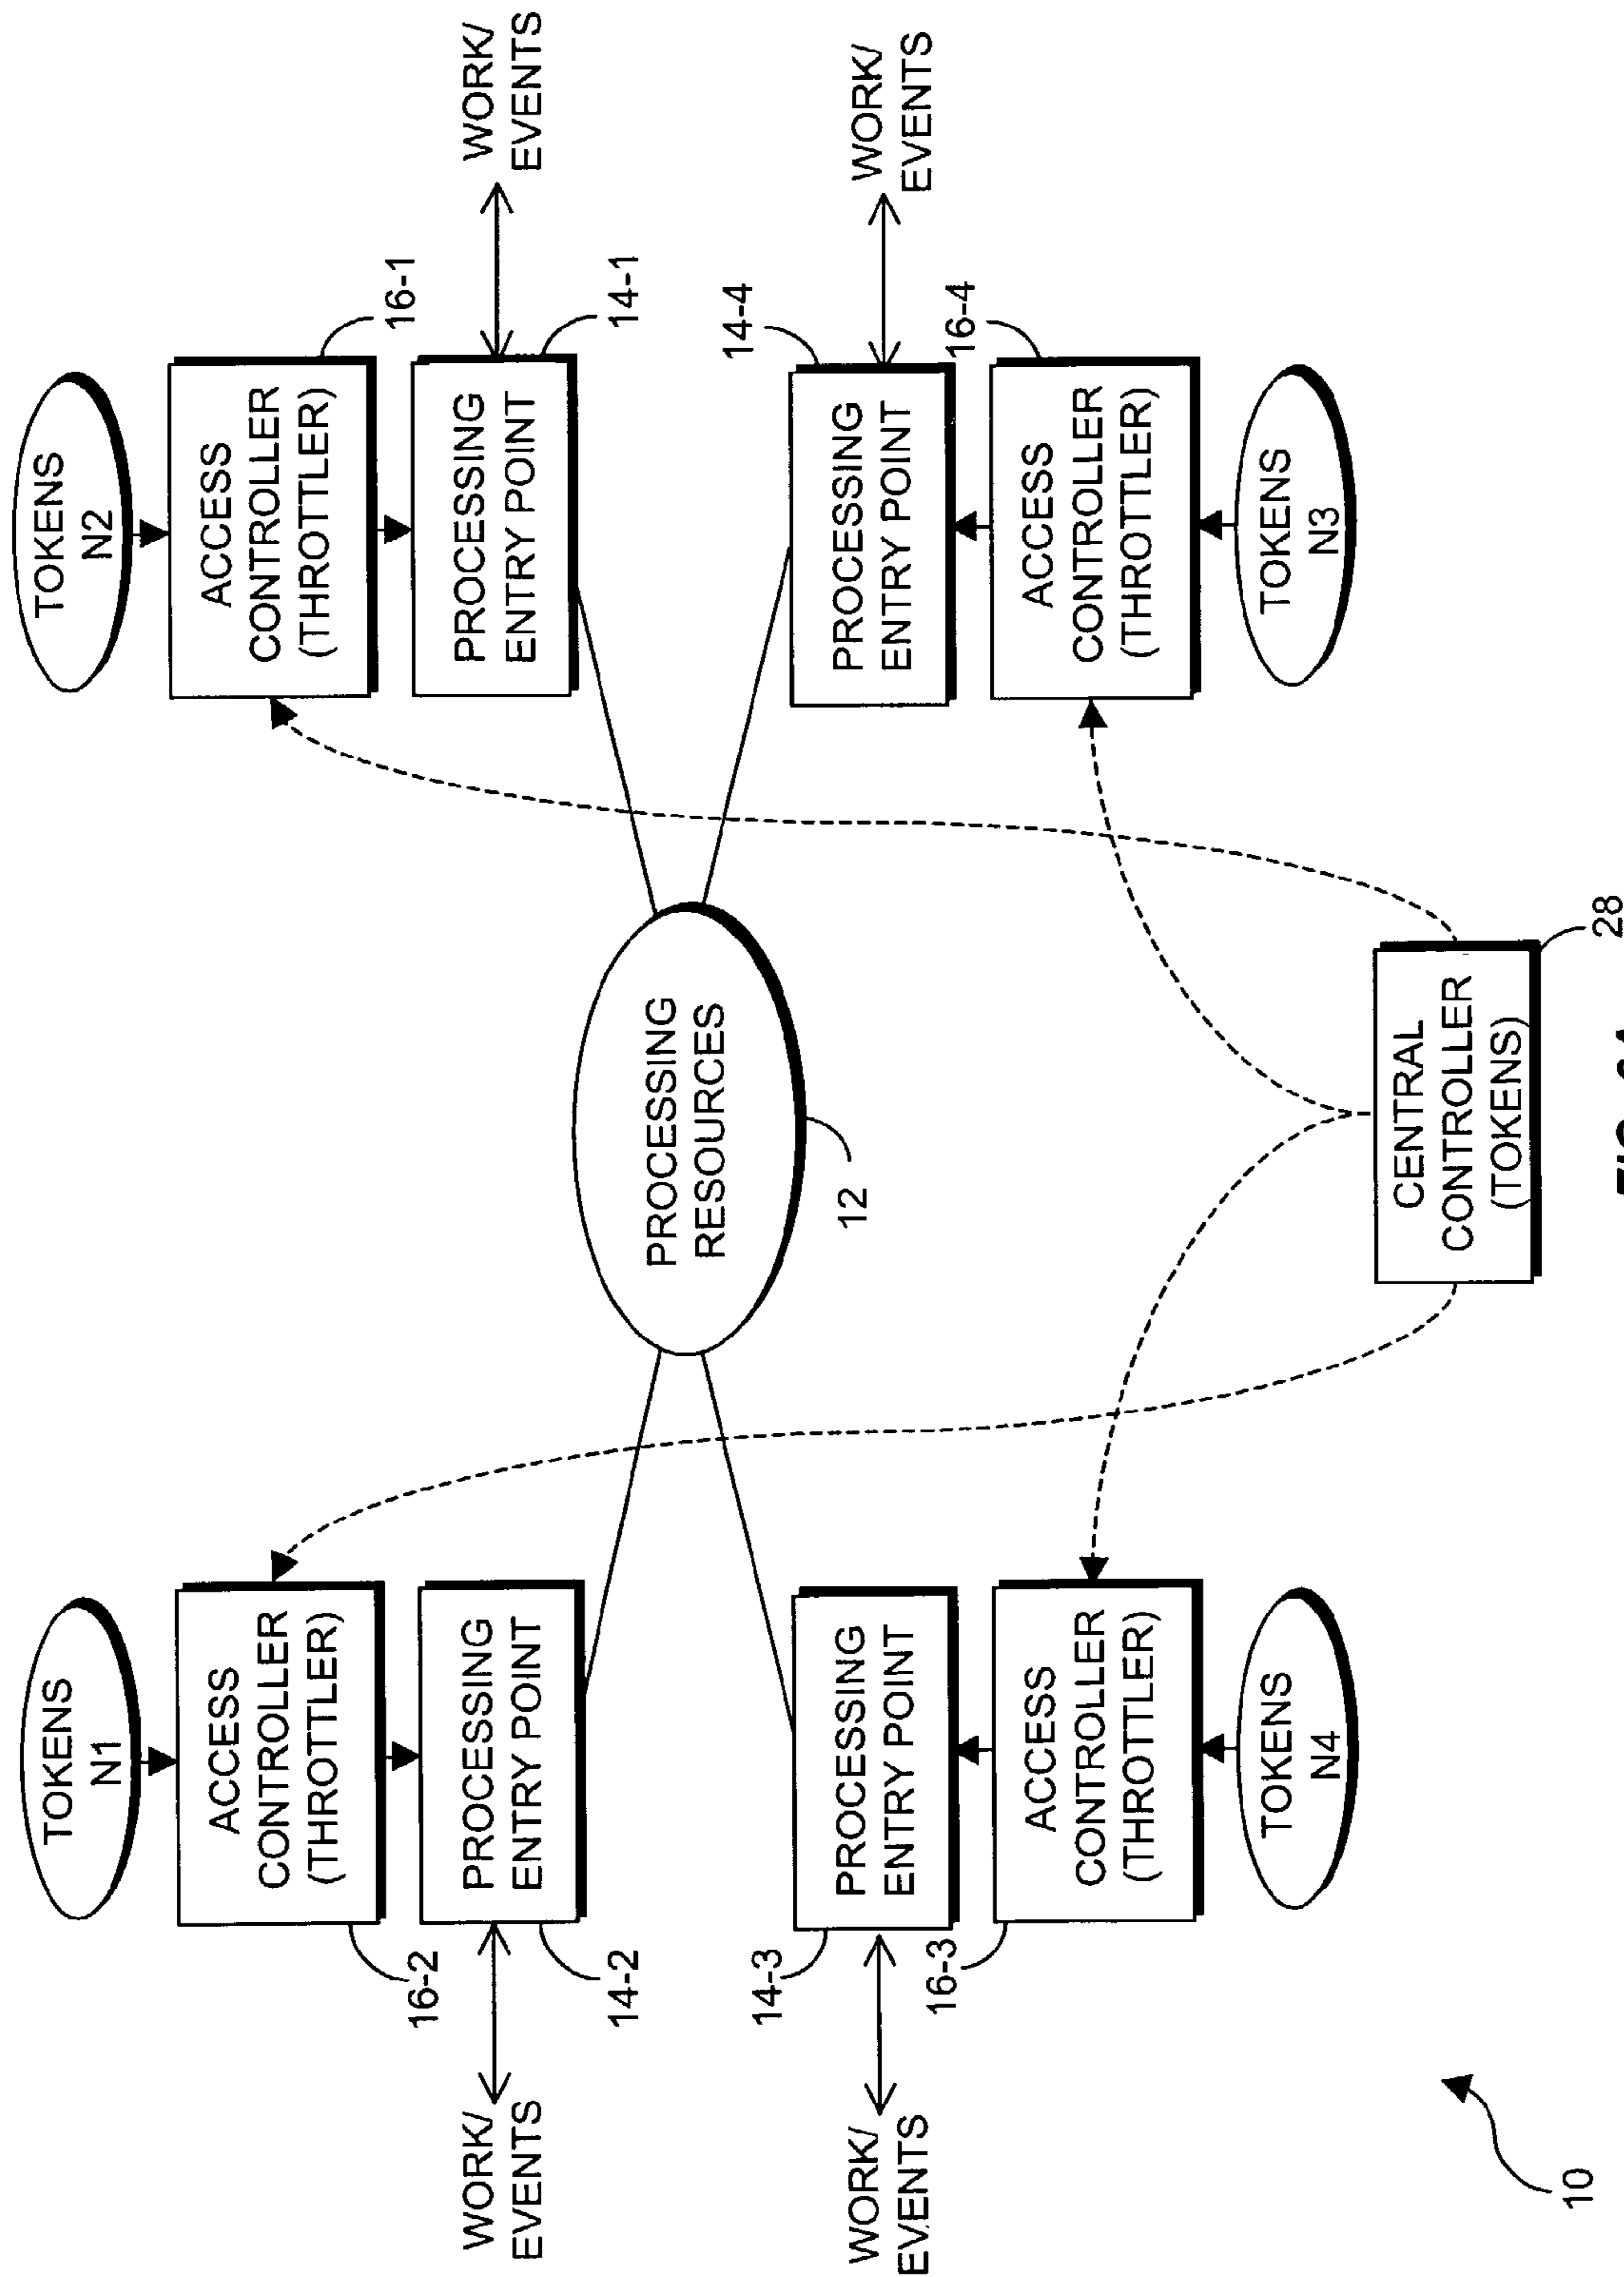 TOKENS
N1
TOKENS
N2
ACCESS
CONTROLLER
(THROTTLER)
16-2
ACCESS
CONTROLLER
(THROTTLER)
16-1
WORK/
EVENTS
PROCESSING
ENTRY POINT
14-2
PROCESSING
ENTRY POINT
14-1
WORK/
EVENTS
PROCESSING
RESOURCES
12
14-3
PROCESSING
ENTRY POINT
WORK/
EVENTS
14-4
PROCESSING
ENTRY POINT
WORK/
EVENTS
16-3
ACCESS
CONTROLLER
(THROTTLER)
16-4
ACCESS
CONTROLLER
(THROTTLER)
TOKENS
N4
TOKENS
N3
CENTRAL
CONTROLLER
(TOKENS)
28
10
FIG.